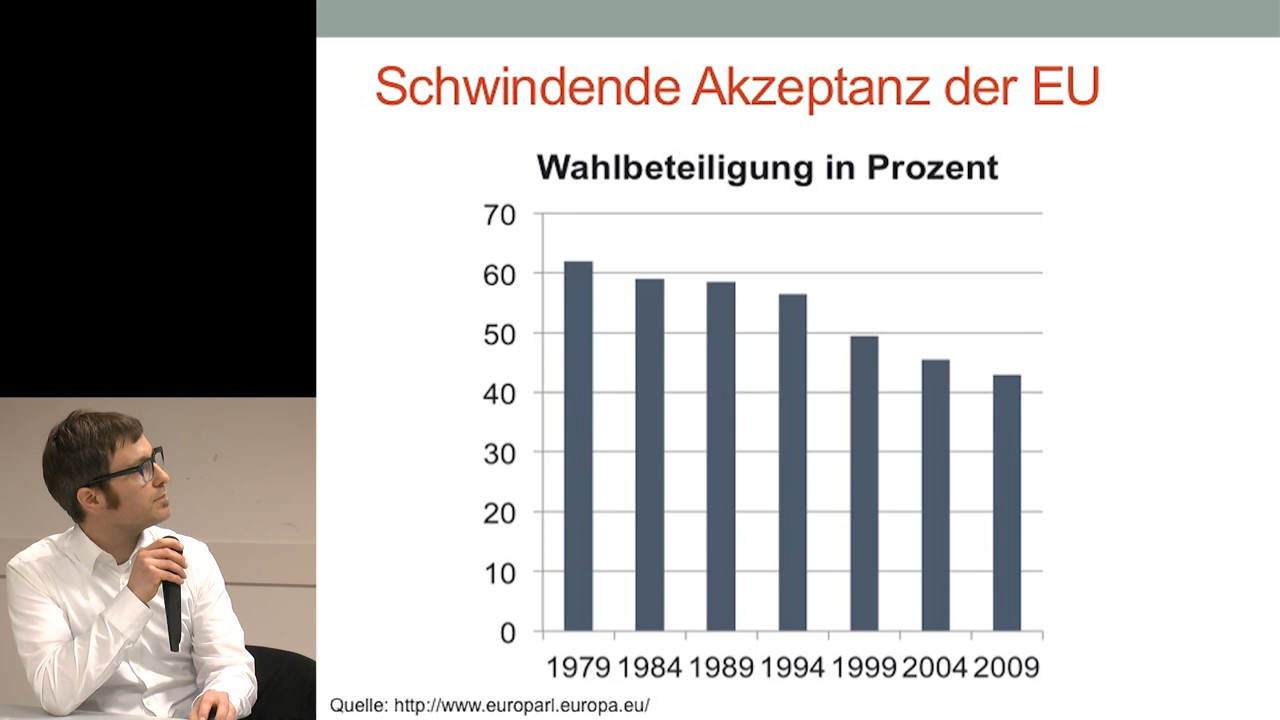 Schwindende Akzeptanz der EU
Wahlbeteiligung in Prozent
70
60
50
40
30
20
10
0
1979 1984 1989 1994 1999 2004 2009
Quelle: http://www.europarl.europa.eu/